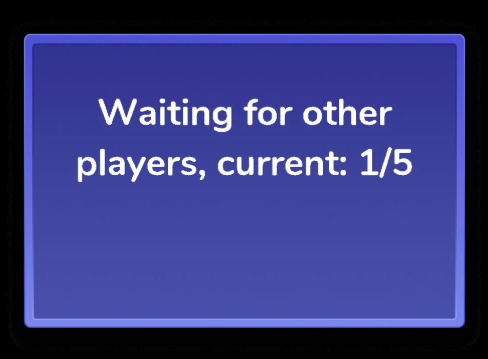 Waiting for other
players, current: 1/5